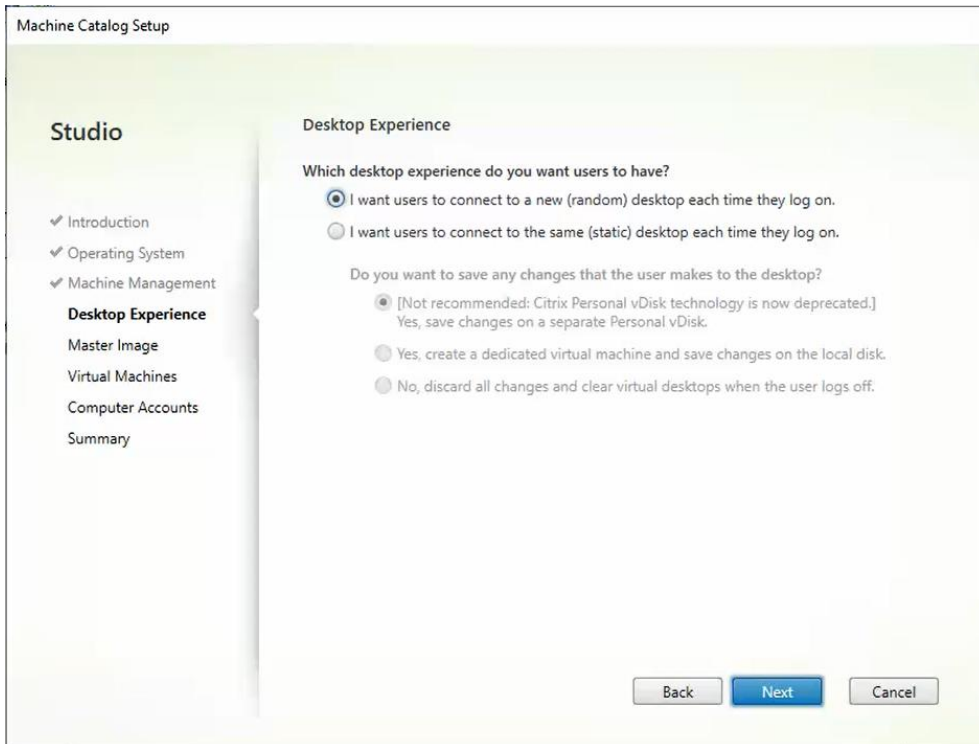 Machine Catalog Setup
Studio
Introduction
Operating System
Machine Management
Desktop Experience
Master Image
Virtual Machines
Computer Accounts
Summary
Desktop Experience
Which desktop experience do you want users to have?
I want users to connect to a new (random) desktop each time they log on.
I want users to connect to the same (static) desktop each time they log on.
Do you want to save any changes that the user makes to the desktop?
[Not recommended: Citrix Personal vDisk technology is now deprecated.]
Yes, save changes on a separate Personal vDisk.
Yes, create a dedicated virtual machine and save changes on the local disk.
No, discard all changes and clear virtual desktops when the user logs off.
Back
Next
Cancel